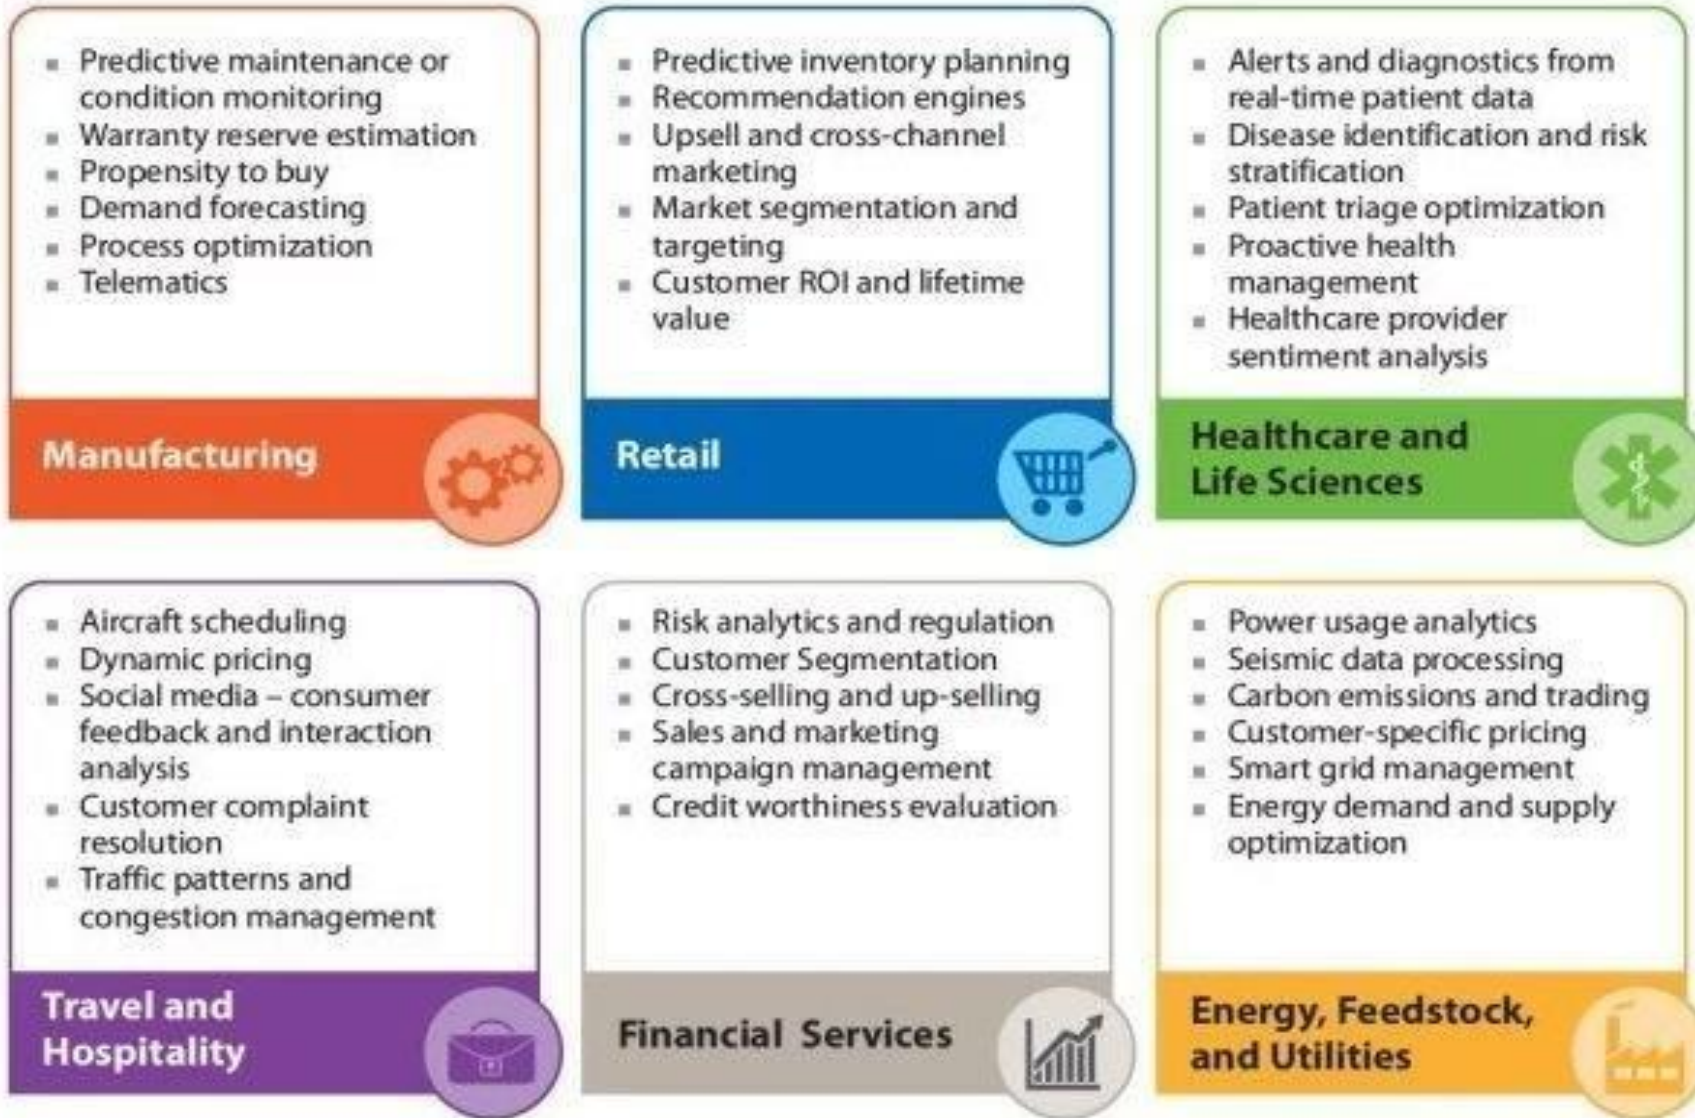 Predictive maintenance or
condition monitoring
Warranty reserve estimation
Propensity to buy
Demand forecasting
Process optimization
Telematics
Manufacturing
Predictive inventory planning
Recommendation engines
Upsell and cross-channel
marketing
Market segmentation and
targeting
Customer ROI and lifetime
value
Retail
Alerts and diagnostics from
real-time patient data
Disease identification and risk
stratification
Patient triage optimization
Proactive health
management
Healthcare provider
sentiment analysis
Healthcare and
Life Sciences
Aircraft scheduling
Dynamic pricing
Social media – consumer
feedback and interaction
analysis
Customer complaint
resolution
Traffic patterns and
congestion management
Travel and
Hospitality
Risk analytics and regulation
Customer Segmentation
Cross-selling and up-selling
Sales and marketing
campaign management
Credit worthiness evaluation
Financial Services
Power usage analytics
Seismic data processing
Carbon emissions and trading
Customer-specific pricing
Smart grid management
Energy demand and supply
optimization
Energy, Feedstock,
and Utilities